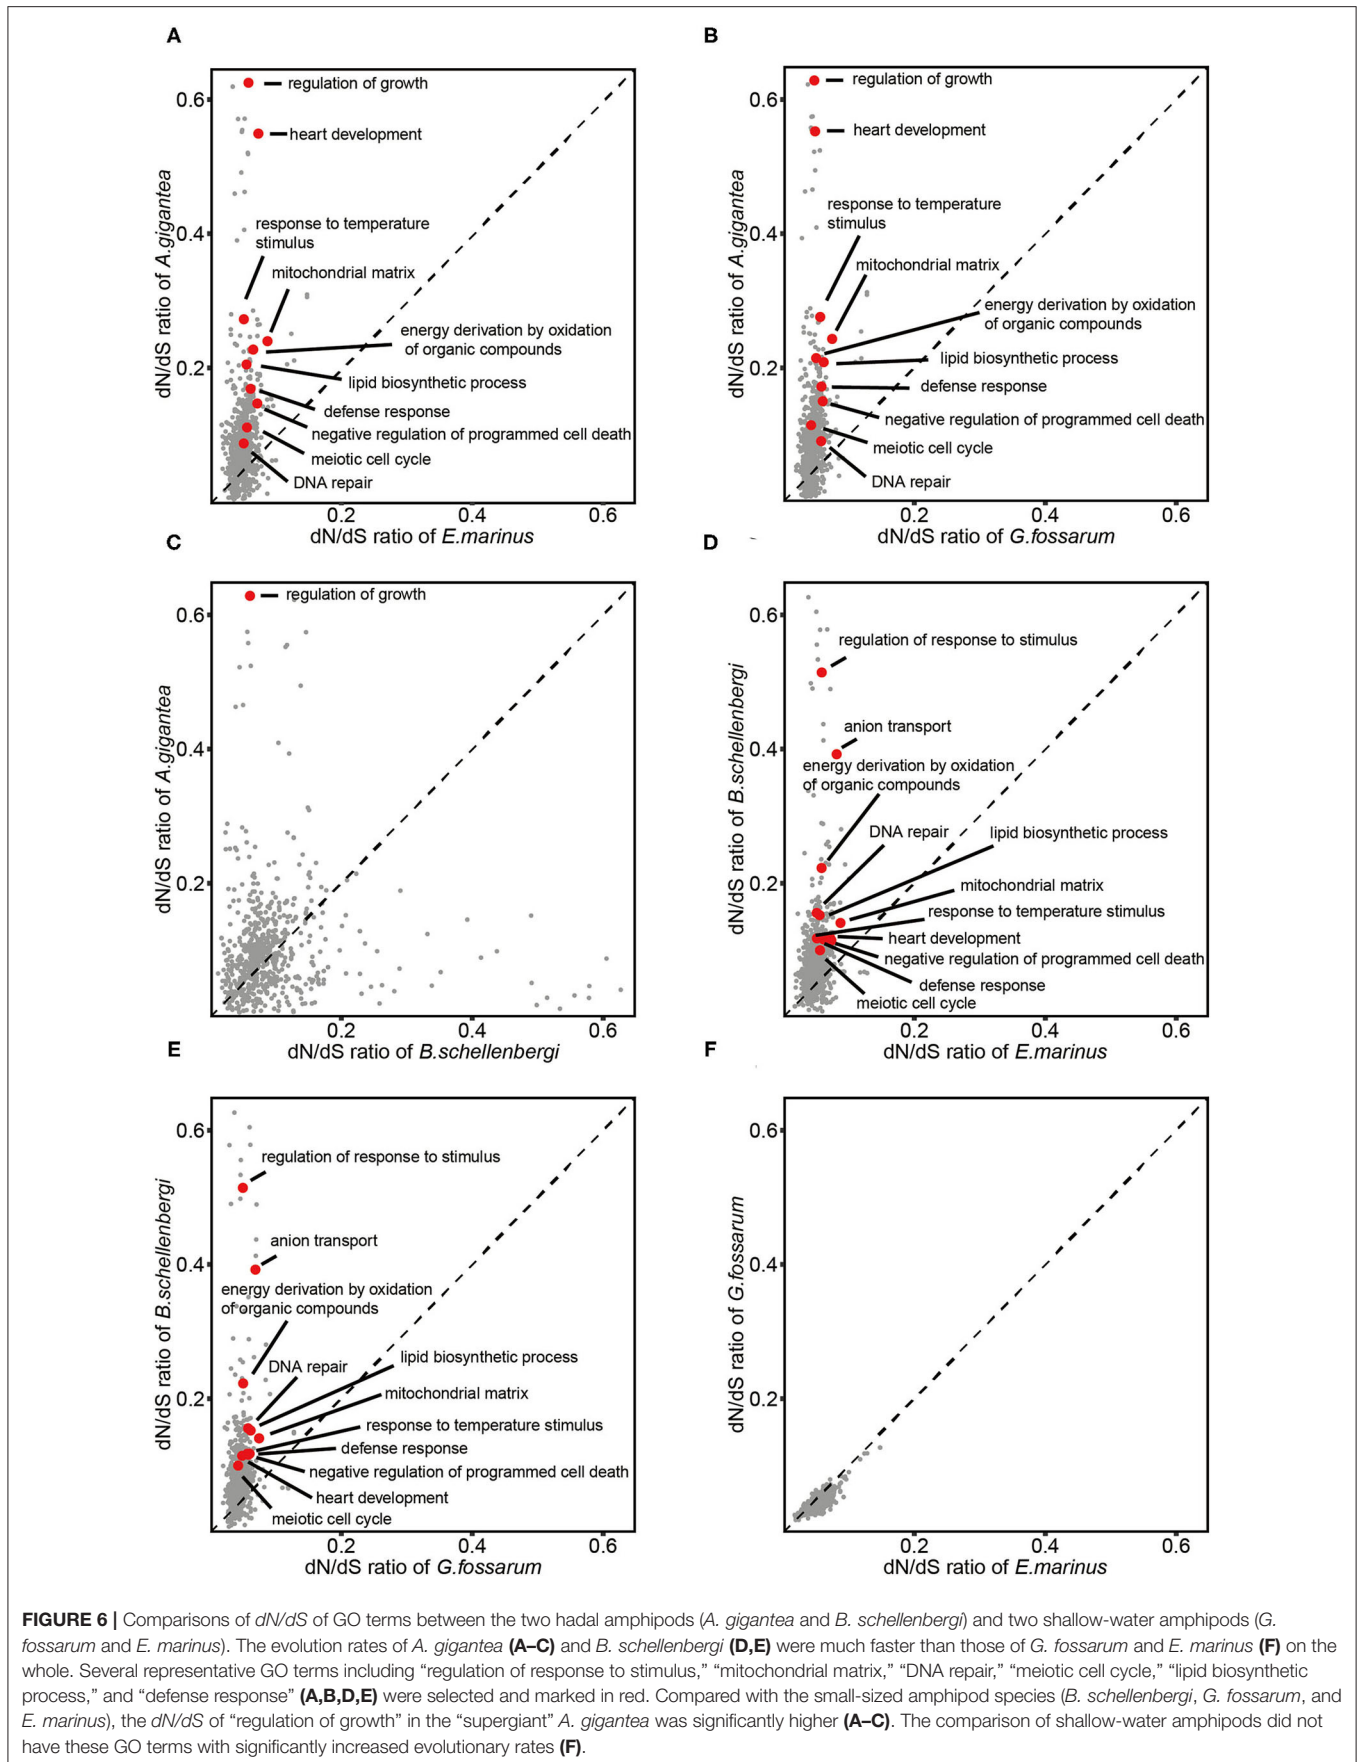 A
0.6
0.4
0.2
dN/dS ratio of A.gigantea
regulation of growth
heart development
response to temperature
stimulus
mitochondrial matrix
energy derivation by oxidation
of organic compounds
lipid biosynthetic process
defense response
negative regulation of programmed cell death
meiotic cell cycle
DNA repair
0.2 0.4 0.6
dN/dS ratio of E.marinus
B
0.6
0.4
0.2
dN/dS ratio of A.gigantea
regulation of growth
heart development
response to temperature
stimulus
mitochondrial matrix
energy derivation by oxidation
of organic compounds
lipid biosynthetic process
defense response
negative regulation of programmed cell death
meiotic cell cycle
DNA repair
0.2 0.4 0.6
dN/dS ratio of G.fossarum
C
0.6
0.4
0.2
dN/dS ratio of A.gigantea
regulation of growth
0.2 0.4 0.6
dN/dS ratio of B.schellenbergi
D
0.6
0.4
0.2
dN/dS ratio of B.schellenbergi
regulation of response to stimulus
anion transport
energy derivation by oxidation
of organic compounds
DNA repair
lipid biosynthetic process
mitochondrial matrix
response to temperature stimulus
heart development
negative regulation of programmed cell death
defense response
meiotic cell cycle
0.2 0.4 0.6
dN/dS ratio of E.marinus
E
0.6
0.4
0.2
dN/dS ratio of B.schellenbergi
regulation of response to stimulus
anion transport
energy derivation by oxidation
of organic compounds
DNA repair
lipid biosynthetic process
mitochondrial matrix
response to temperature stimulus
defense response
negative regulation of programmed cell death
heart development
meiotic cell cycle
0.2 0.4 0.6
dN/dS ratio of G.fossarum
F
0.6
0.4
0.2
dN/dS ratio of G.fossarum
0.2 0.4 0.6
dN/dS ratio of E.marinus
FIGURE 6 | Comparisons of dN/dS of GO terms between the two hadal amphipods (A. gigantea and B. schellenbergi) and two shallow-water amphipods (G.
fossarum and E. marinus). The evolution rates of A. gigantea (A–C) and B. schellenbergi (D,E) were much faster than those of G. fossarum and E. marinus (F) on the
whole. Several representative GO terms including “regulation of response to stimulus,” “mitochondrial matrix,” “DNA repair,” “meiotic cell cycle,” “lipid biosynthetic
process,” and “defense response” (A,B,D,E) were selected and marked in red. Compared with the small-sized amphipod species (B. schellenbergi, G. fossarum, and
E. marinus), the dN/dS of “regulation of growth” in the “supergiant” A. gigantea was significantly higher (A–C). The comparison of shallow-water amphipods did not
have these GO terms with significantly increased evolutionary rates (F).